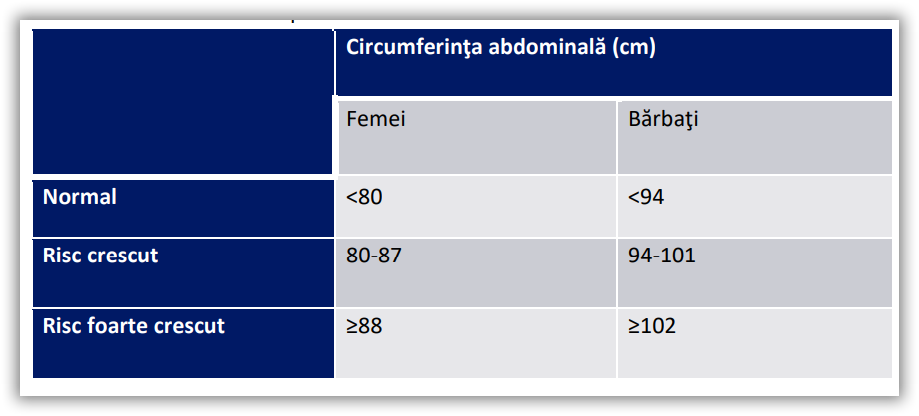 Circumferinţa abdominală (cm)
Femei Bărbaţi
Normal <80 <94
Risc crescut 80-87 94-101
Risc foarte crescut ≥88 ≥102